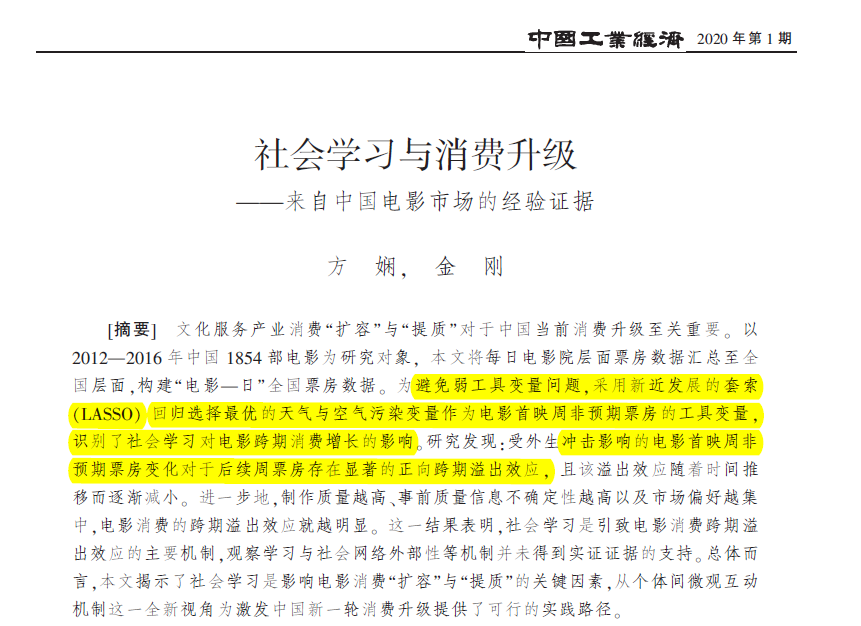 中國工業經濟 2020 年第 1 期
社会学习与消费升级
——来自中国电影市场的经验证据
方 娴， 金 刚
[摘要] 文化服务产业消费“扩容”与“提质”对于中国当前消费升级至关重要。以
2012—2016 年中国 1854 部电影为研究对象，本文将每日电影院层面票房数据汇总至全
国层面，构建“电影—日”全国票房数据。为避免弱工具变量问题，采用新近发展的套索
(LASSO) 回归选择最优的天气与空气污染变量作为电影首映周非预期票房的工具变量，
识别了社会学习对电影跨期消费增长的影响。研究发现：受外生冲击影响的电影首映周非
预期票房变化对于后续周票房存在显著的正向跨期溢出效应，且该溢出效应随着时间推
移而逐渐减小。进一步地，制作质量越高、事前质量信息不确定性越高以及市场偏好越集
中，电影消费的跨期溢出效应就越明显。这一结果表明，社会学习是引致电影消费跨期溢
出效应的主要机制，观察学习与社会网络外部性等机制并未得到实证证据的支持。总体而
言，本文揭示了社会学习是影响电影消费“扩容”与“提质”的关键因素，从个体间微观互动
机制这一全新视角为激发中国新一轮消费升级提供了可行的实践路径。